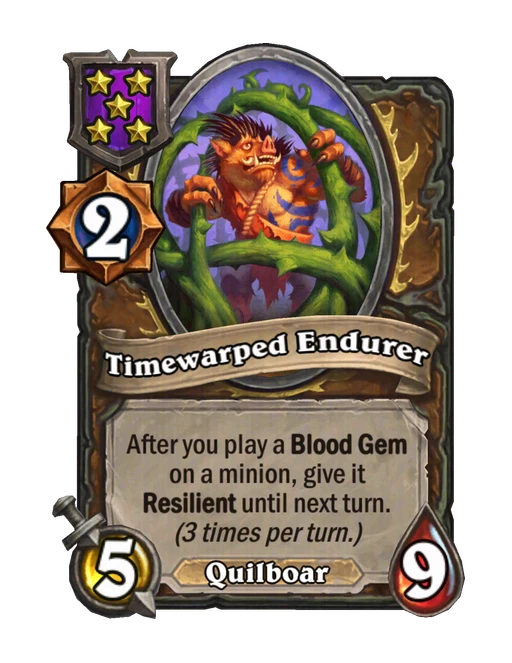 2
Timewarped Endurer
After you play a Blood Gem
on a minion, give it
Resilient until next turn.
(3 times per turn.)
5
Quilboar
9